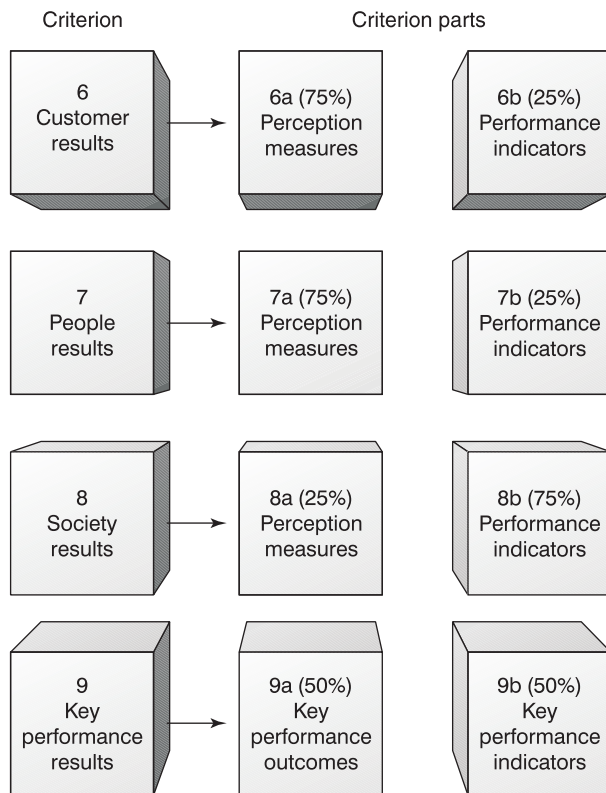 Criterion
Criterion parts
6
Customer
results
6a (75%)
Perception
measures
6b (25%)
Performance
indicators
7
People
results
7a (75%)
Perception
measures
7b (25%)
Performance
indicators
8
Society
results
8a (25%)
Perception
measures
8b (75%)
Performance
indicators
9
Key
performance
results
9a (50%)
Key
performance
outcomes
9b (50%)
Key
performance
indicators